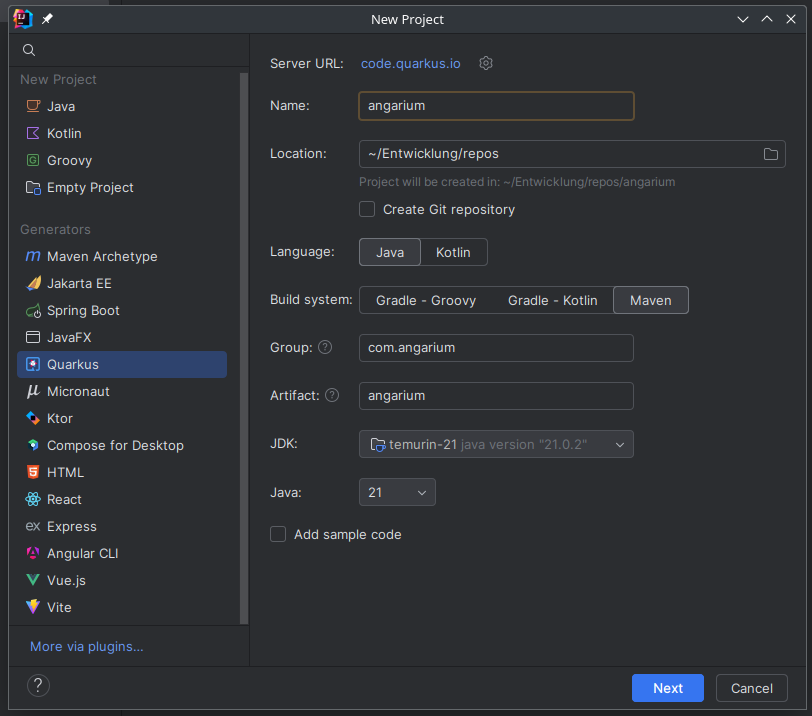 New Project
Server URL: code.quarkus.io
New Project
Name: angarium
Java
Kotlin
Location: ~/Entwicklung/repos
Groovy
Project will be created in: ~/Entwicklung/repos/angarium
Empty Project
Create Git repository
Generators
Language: Java Kotlin
Maven Archetype
Jakarta EE
Build system: Gradle - Groovy Gradle - Kotlin Maven
Spring Boot
JavaFX
Group: ? com.angarium
Quarkus
Micronaut
Artifact: ? angarium
Ktor
JDK: temurin-21 java version "21.0.2"
Compose for Desktop
HTML
Java: 21
React
Express
Add sample code
Angular CLI
Vue.js
Vite
More via plugins...
? Next Cancel